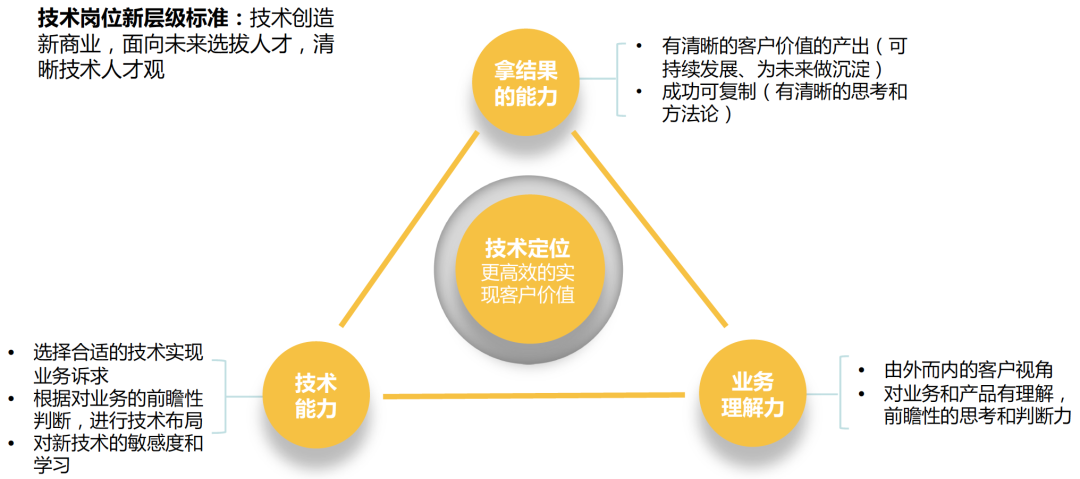 技术岗位新层级标准：技术创造
新商业，面向未来选拔人才，清
晰技术人才观
拿结果
的能力
• 有清晰的客户价值的产出（可
持续发展、为未来做沉淀）
• 成功可复制（有清晰的思考和
方法论）
技术定位
更高效的实
现客户价值
• 选择合适的技术实现
业务诉求
• 根据对业务的前瞻性
判断，进行技术布局
• 对新技术的敏感度和
学习
技术
能力
业务
理解力
• 由外而内的客户视角
• 对业务和产品有理解，
前瞻性的思考和判断力